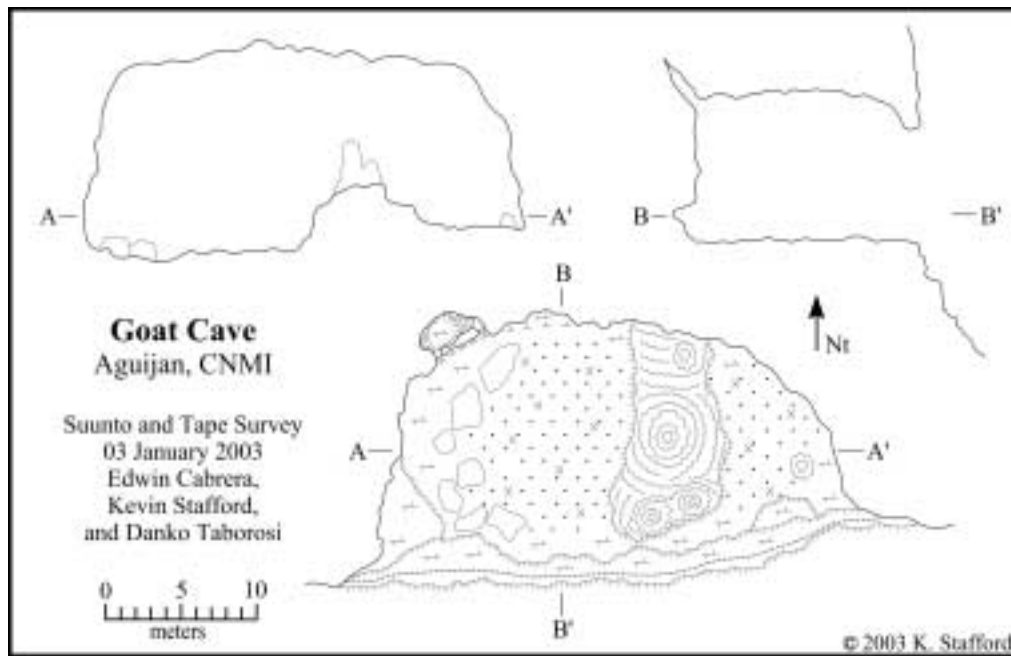 A
A'
B
B'
B
Nt
Goat Cave
Aguijan, CNMI
Suunto and Tape Survey
03 January 2003
Edwin Cabrera,
Kevin Stafford,
and Danko Taborosi
A
A'
0 5 10
meters
B'
© 2003 K. Stafford